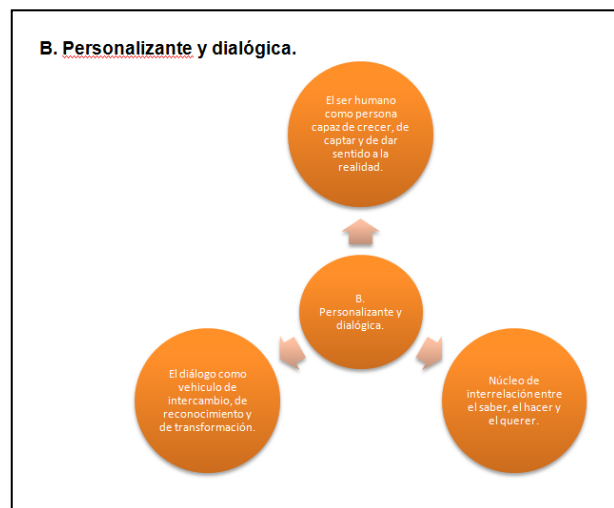 B. Personalizante y dialógica.
El ser humano
como persona
capaz de crecer, de
captar y de dar
sentido a la
realidad.
B.
Personalizante y
dialógica.
El diálogo como
vehiculo de
intercambio, de
reconocimiento y
de transformación.
Núcleo de
interrelación entre
el saber, el hacer y
el querer.